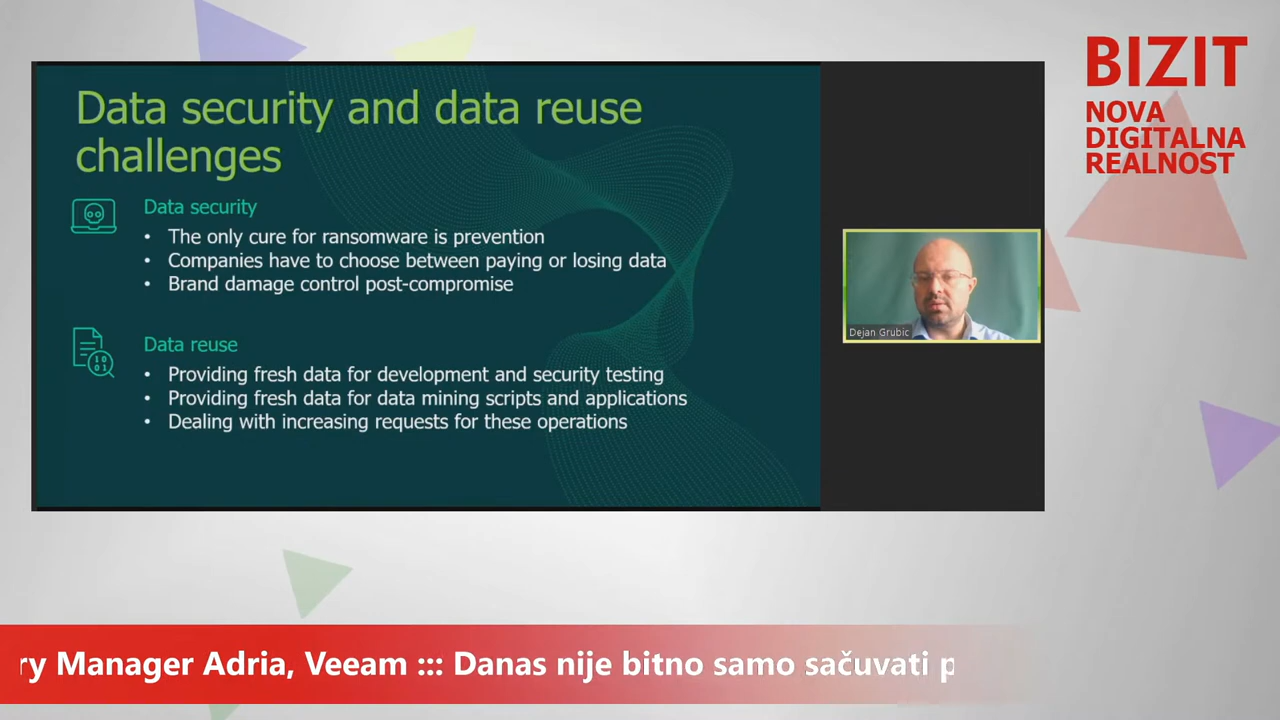 Data security and data reuse
challenges
Data security
• The only cure for ransomware is prevention
• Companies have to choose between paying or losing data
• Brand damage control post-compromise
Data reuse
• Providing fresh data for development and security testing
• Providing fresh data for data mining scripts and applications
• Dealing with increasing requests for these operations
Dejan Grubic
BIZIT
NOVA
DIGITALNA
REALNOST
ry Manager Adria, Veeam ::: Danas nije bitno samo sačuvati p